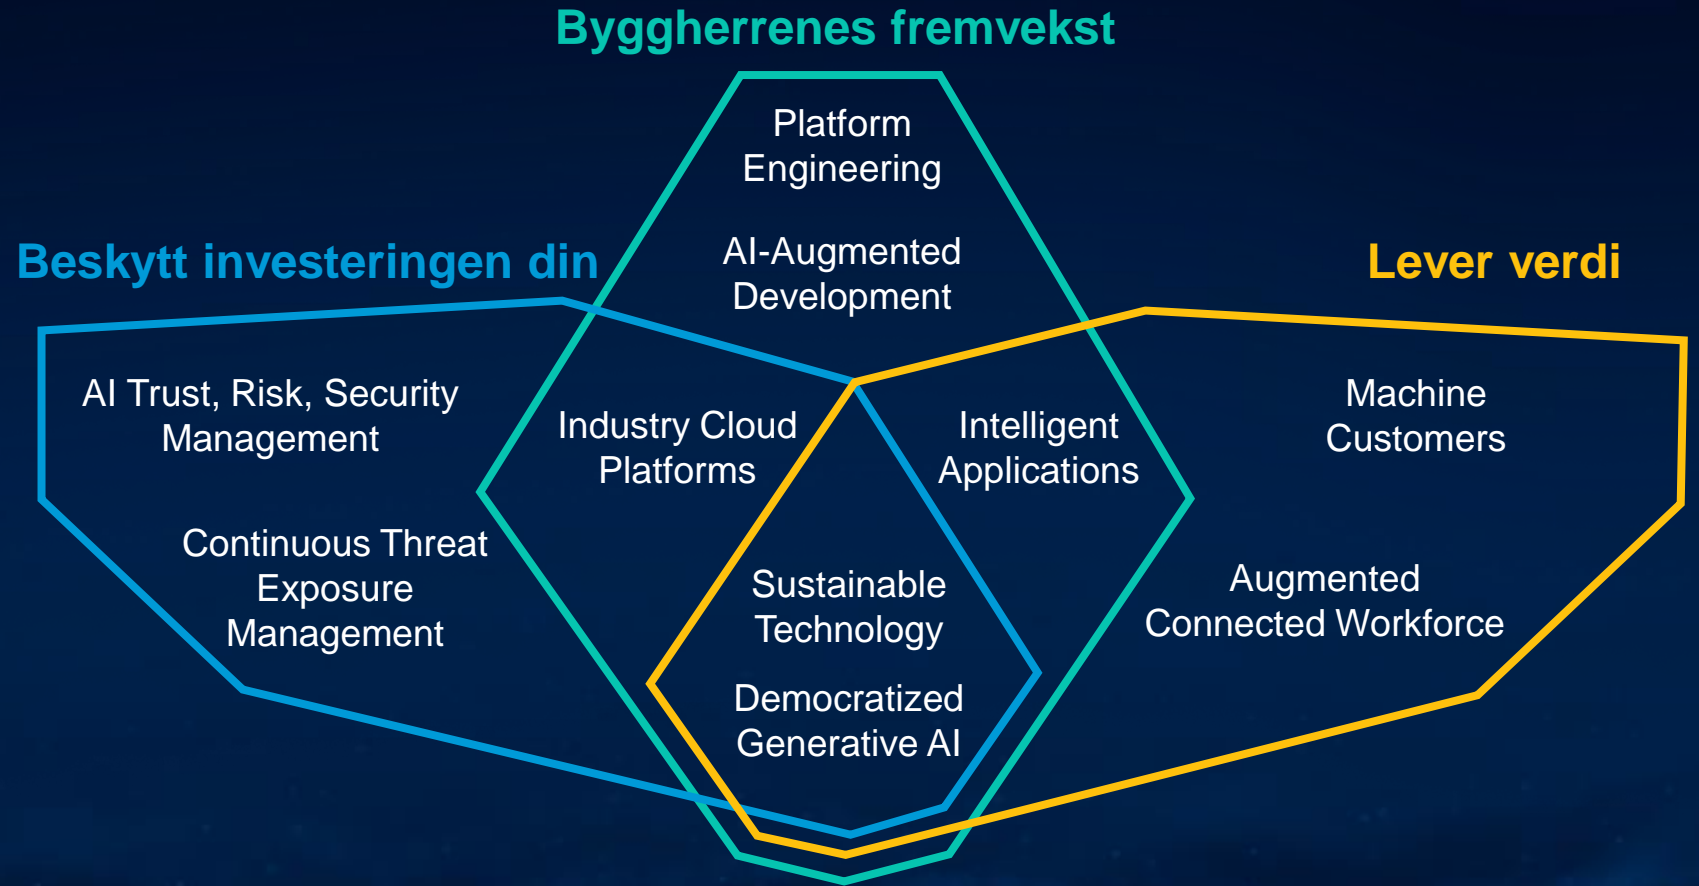 Byggherrenes fremvekst
Platform
Engineering
AI-Augmented
Development
Beskytt investeringen din
Lever verdi
AI Trust, Risk, Security
Management
Industry Cloud
Platforms
Intelligent
Applications
Machine
Customers
Continuous Threat
Exposure
Management
Sustainable
Technology
Augmented
Connected Workforce
Democratized
Generative AI